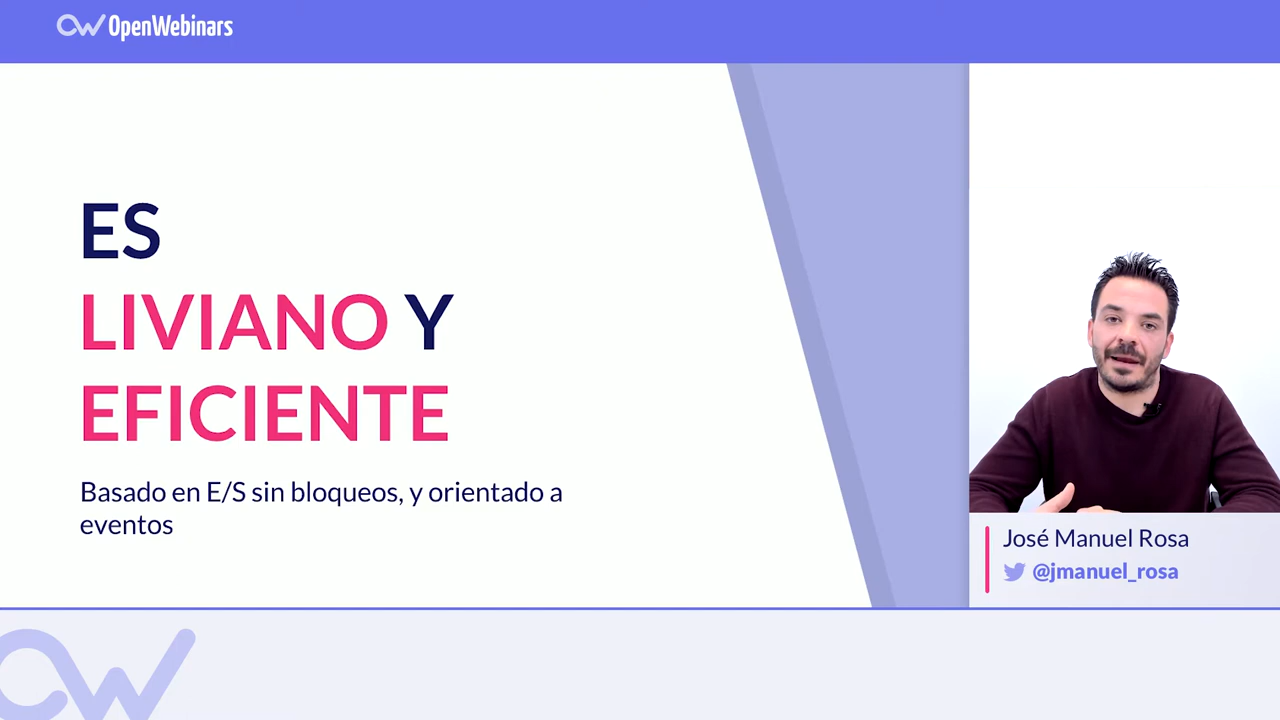 OpenWebinars
ES
LIVIANO Y
EFICIENTE
Basado en E/S sin bloqueos, y orientado a
eventos
José Manuel Rosa
@jmanuel_rosa